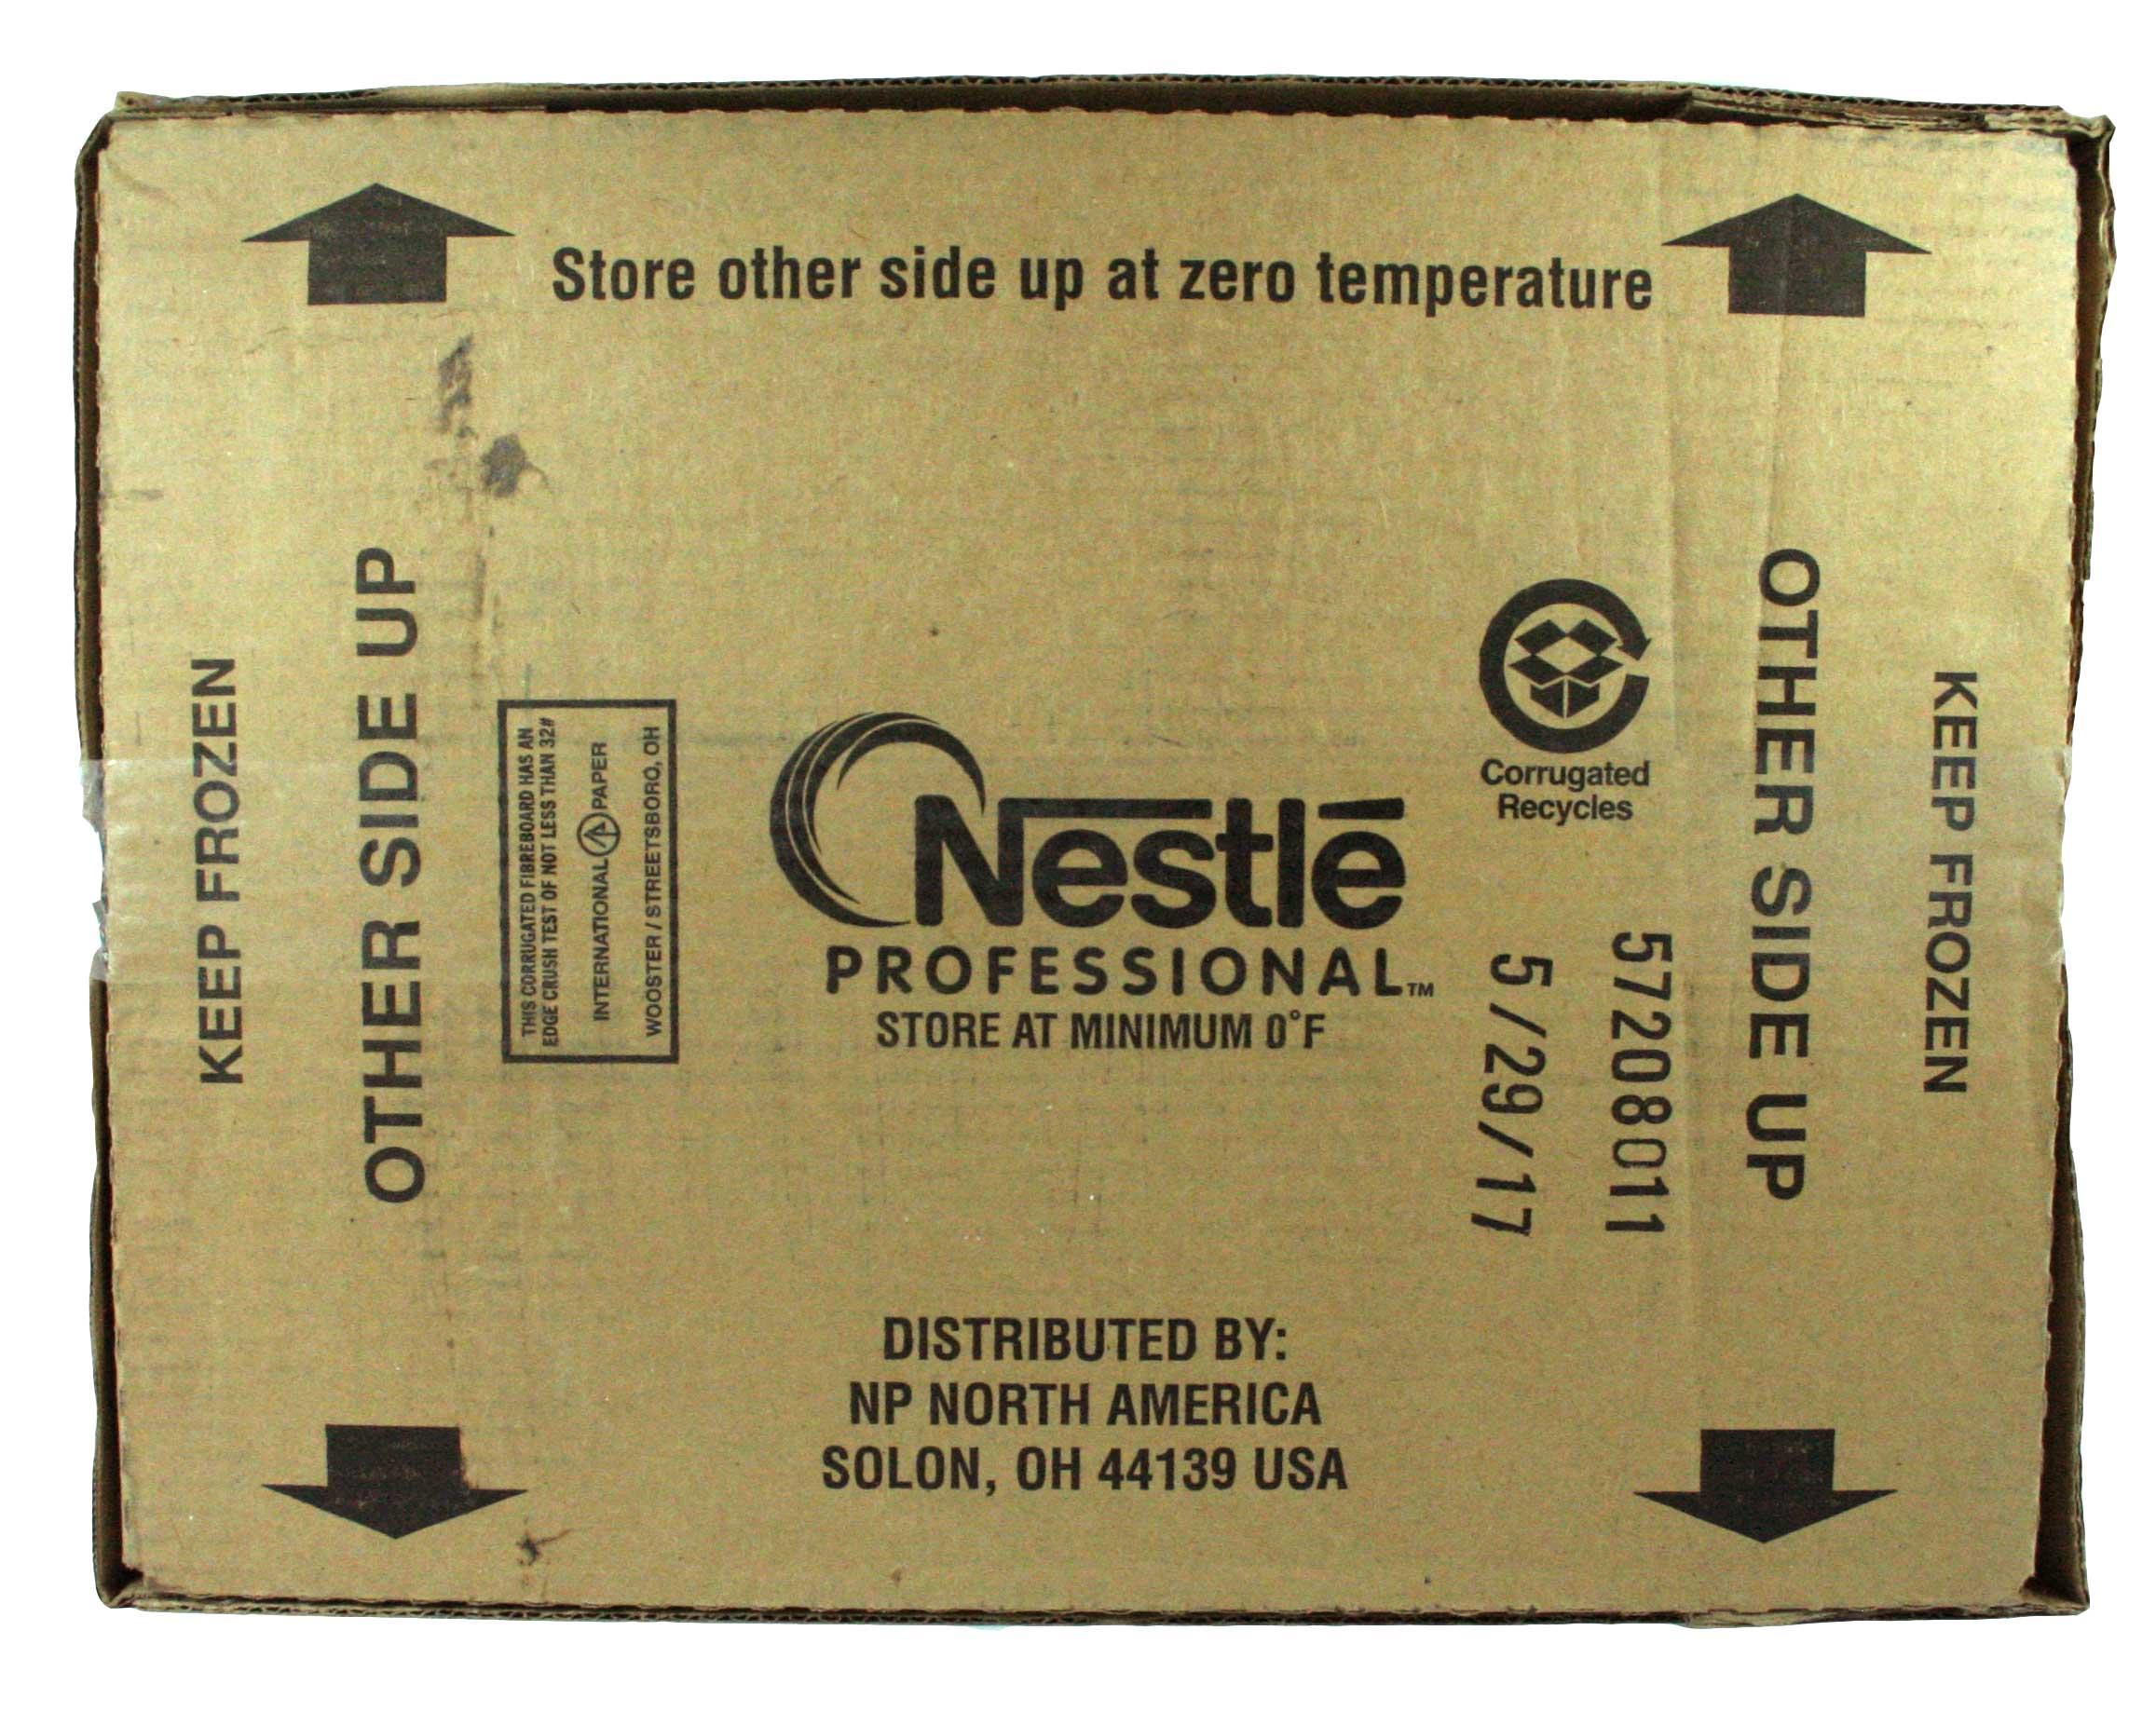 Store other side up at zero temperature
KEEP FROZEN
OTHER SIDE UP
THIS CORRUGATED FIBREBOARD HAS AN
EDGE CRUSH TEST OF NOT LESS THAN 32#
INTERNATIONAL PAPER
WOOSTER / STREETSBORO, OH
Nestlé
PROFESSIONAL™
STORE AT MINIMUM 0°F
Corrugated
Recycles
57208011
5/29/17
OTHER SIDE UP
KEEP FROZEN
DISTRIBUTED BY:
NP NORTH AMERICA
SOLON, OH 44139 USA